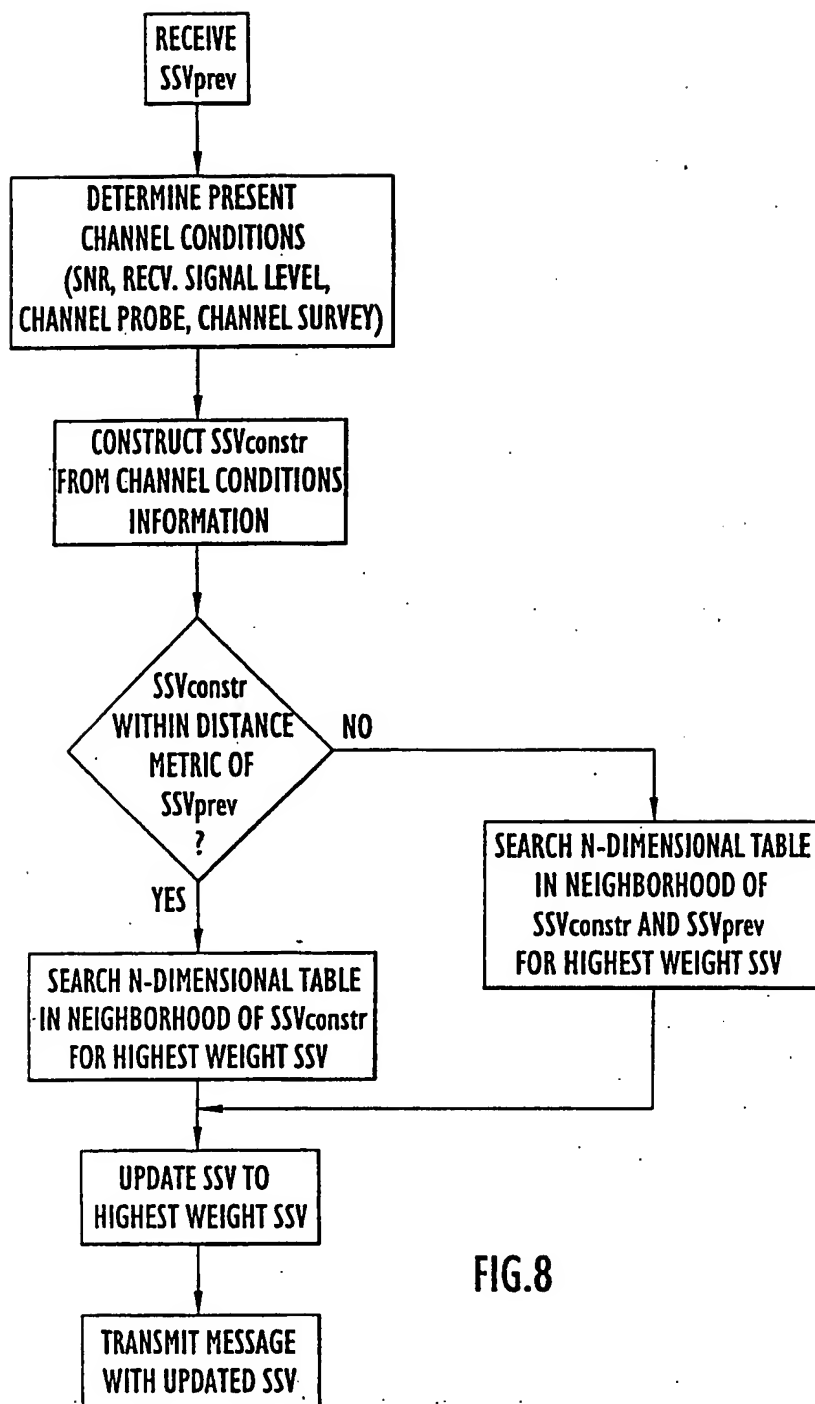 RECEIVE
SSVprev
DETERMINE PRESENT
CHANNEL CONDITIONS
(SNR, RECV. SIGNAL LEVEL,
CHANNEL PROBE, CHANNEL SURVEY)
CONSTRUCT SSVconstr
FROM CHANNEL CONDITIONS
INFORMATION
SSVconstr
WITHIN DISTANCE
METRIC OF
SSVprev
?
NO
YES
SEARCH N-DIMENSIONAL TABLE
IN NEIGHBORHOOD OF
SSVconstr AND SSVprev
FOR HIGHEST WEIGHT SSV
SEARCH N-DIMENSIONAL TABLE
IN NEIGHBORHOOD OF SSVconstr
FOR HIGHEST WEIGHT SSV
UPDATE SSV TO
HIGHEST WEIGHT SSV
TRANSMIT MESSAGE
WITH UPDATED SSV
FIG.8